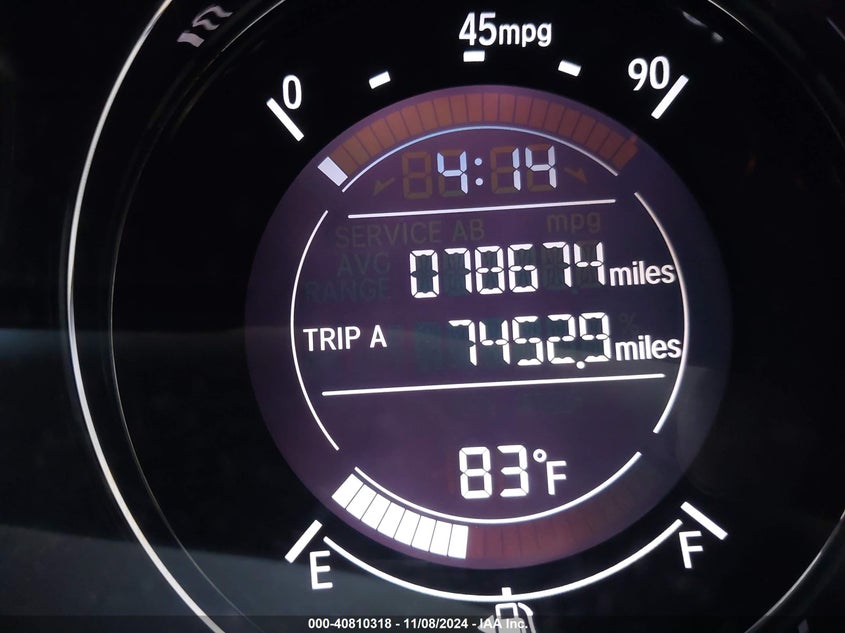 45mpg
0
90
4:14
SERVICE AB
mpg
AVG
RANGE
078674 miles
TRIP A 7452.9 miles
%
83°F
E
F
000-40810318 - 11/08/2024 - IAA Inc.